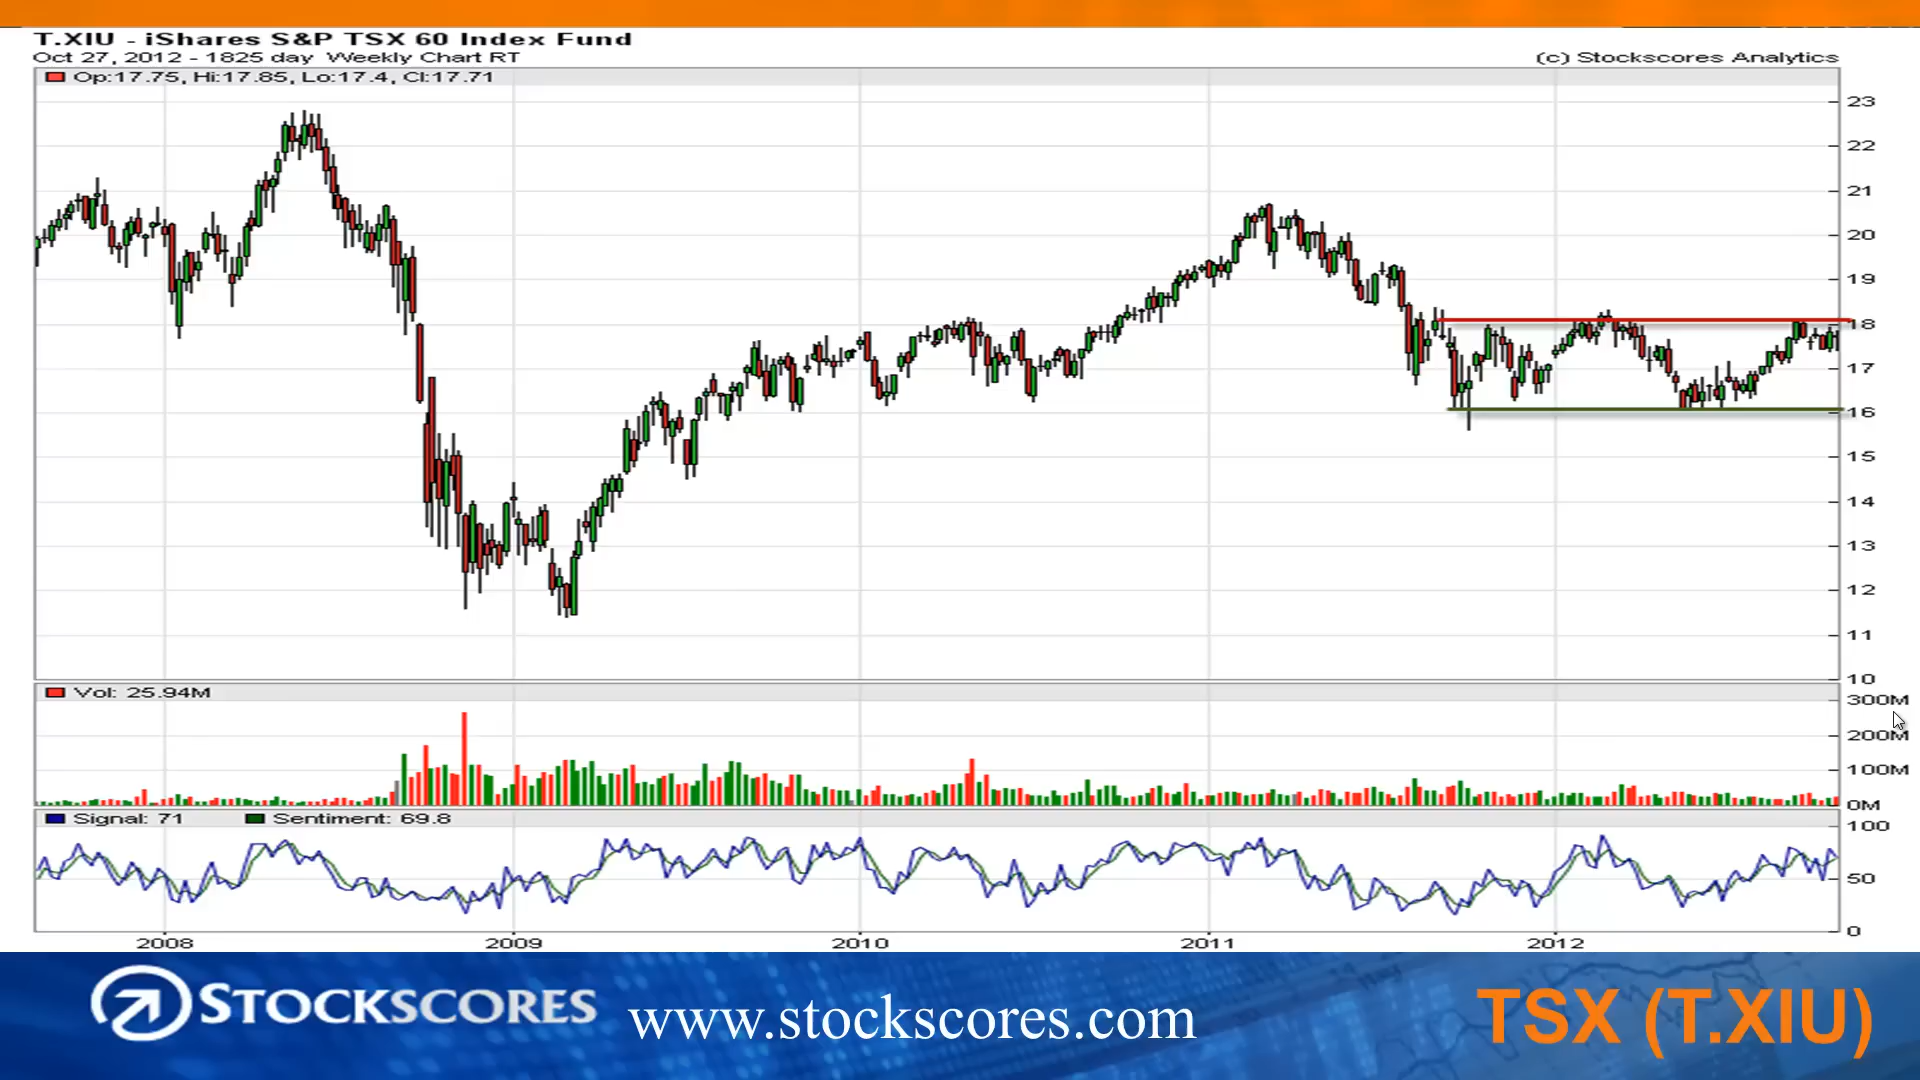 T.XIU - iShares S&P TSX 60 Index Fund
Oct 27, 2012 - 1825 day Weekly Chart RT
(c) Stockscores Analytics
Op:17.75, Hi:17.85, Lo:17.4, Cl:17.71
23
22
21
20
19
18
17
16
15
14
13
12
11
10
Vol: 25.94M
300M
200M
100M
0M
Signal: 71 Sentiment: 69.8
100
50
0
2008 2009 2010 2011 2012
STOCKSCORES
www.stockscores.com
TSX (T.XIU)